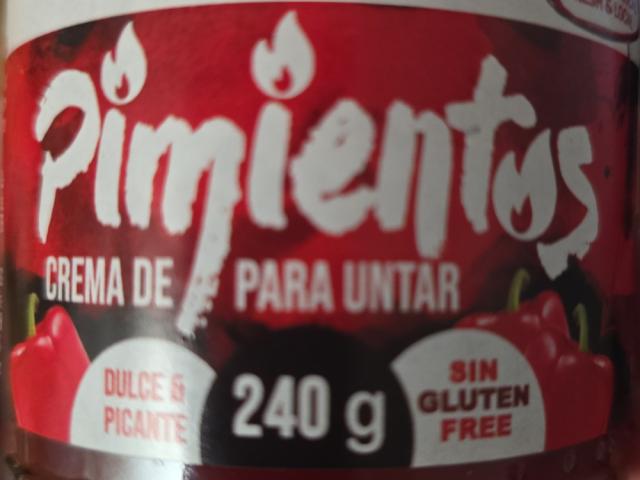 Pimientos
CREMA DE PARA UNTAR
DULCE &
PICANTE
240 g
SIN
GLUTEN
FREE